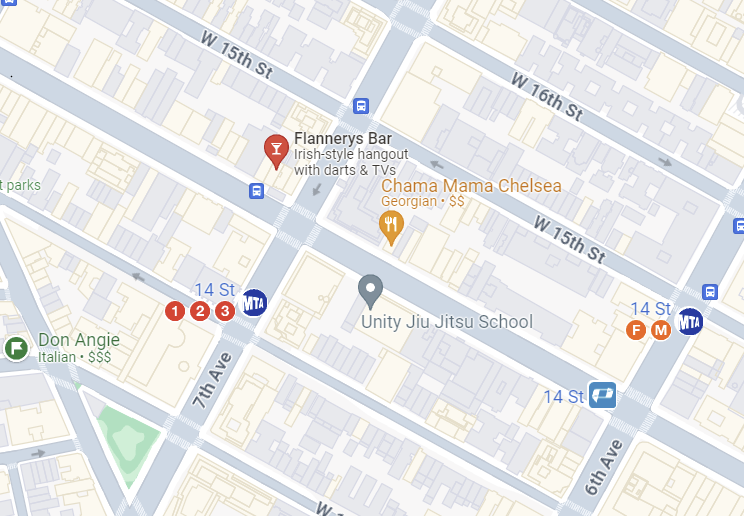 W 15th St
W 16th St
Flannerys Bar
Irish-style hangout
with darts & TVs
t parks
Chama Mama Chelsea
Georgian • $$
W 15th St
14 St
1 2 3 MTA
Unity Jiu Jitsu School
14 St
F M MTA
Don Angie
Italian • $$$
7th Ave
14 St
6th Ave
W 1